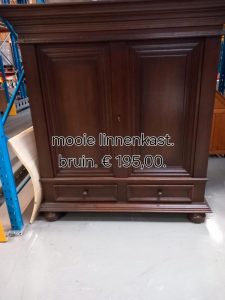 mooie linnenkast.
bruin. € 195,00.